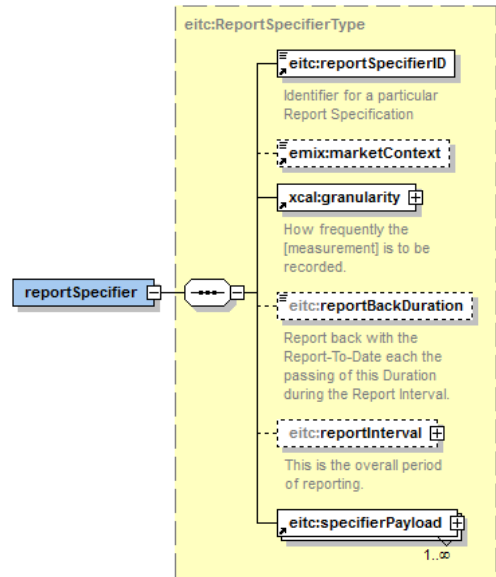 eitc:ReportSpecifierType
eitc:reportSpecifierID
Identifier for a particular
Report Specification
emix:marketContext
xcal:granularity
How frequently the
[measurement] is to be
recorded.
reportSpecifier
eitc:reportBackDuration
Report back with the
Report-To-Date each the
passing of this Duration
during the Report Interval.
eitc:reportInterval
This is the overall period
of reporting.
eitc:specifierPayload
1..∞